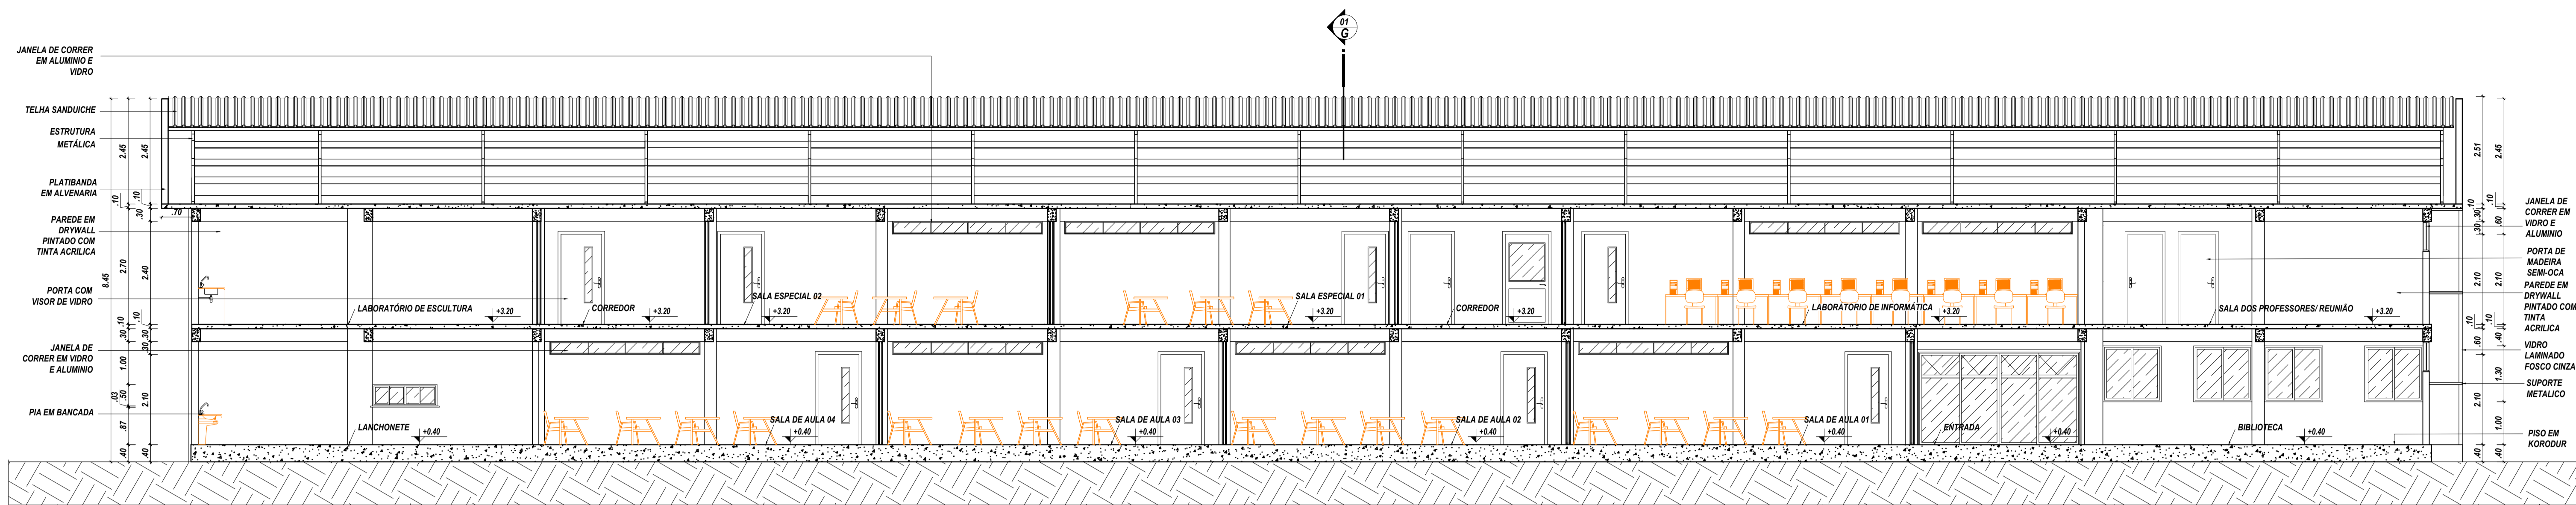 01
G
JANELA DE CORRER
EM ALUMINIO E
VIDRO
TELHA SANDUICHE
ESTRUTURA
METÁLICA
PLATIBANDA
EM ALVENARIA
PAREDE EM
DRYWALL
PINTADO COM
TINTA ACRILICA
PORTA COM
VISOR DE VIDRO
JANELA DE
CORRER EM VIDRO
E ALUMINIO
PIA EM BANCADA
8.45
2.45
.10
2.70
.10
.30
1.00
.50
.03
.87
.40
2.45
.10
.30
2.40
.10
.30
.30
2.10
.40
.70
LABORATÓRIO DE ESCULTURA
+3.20
CORREDOR
+3.20
SALA ESPECIAL 02
+3.20
SALA ESPECIAL 01
+3.20
CORREDOR
+3.20
LABORATÓRIO DE INFORMÁTICA
+3.20
SALA DOS PROFESSORES/ REUNIÃO
+3.20
LANCHONETE
+0.40
SALA DE AULA 04
+0.40
SALA DE AULA 03
+0.40
SALA DE AULA 02
+0.40
SALA DE AULA 01
+0.40
ENTRADA
+0.40
BIBLIOTECA
+0.40
2.51
.10
.30
.30
2.10
.10
.60
2.10
.40
2.45
.10
.60
2.10
.10
.40
1.30
1.00
.40
JANELA DE
CORRER EM
VIDRO E
ALUMINIO
PORTA DE
MADEIRA
SEMI-OCA
PAREDE EM
DRYWALL
PINTADO COM
TINTA
ACRILICA
VIDRO
LAMINADO
FOSCO CINZA
SUPORTE
METALICO
PISO EM
KORODUR